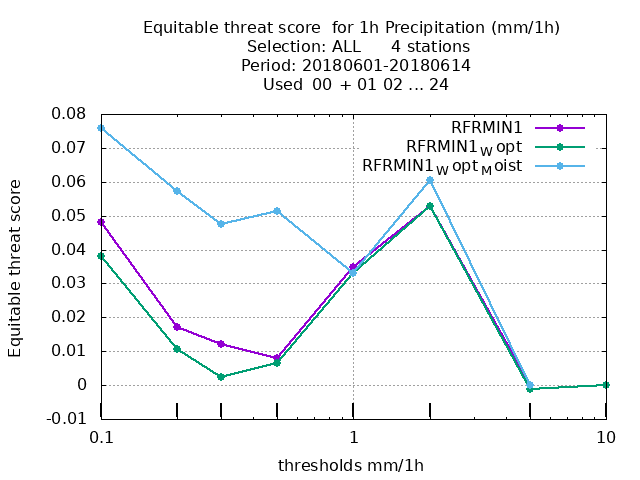 Equitable threat score  for 1h Precipitation (mm/1h)
Selection: ALL      4 stations
Period: 20180601-20180614
Used  00  + 01 02 ... 24
RFRMIN1
RFRMIN1_W opt
RFRMIN1_W opt_M oist
0.08
0.07
0.06
0.05
0.04
0.03
0.02
0.01
0
-0.01
Equitable threat score
0.1 1 10
thresholds mm/1h